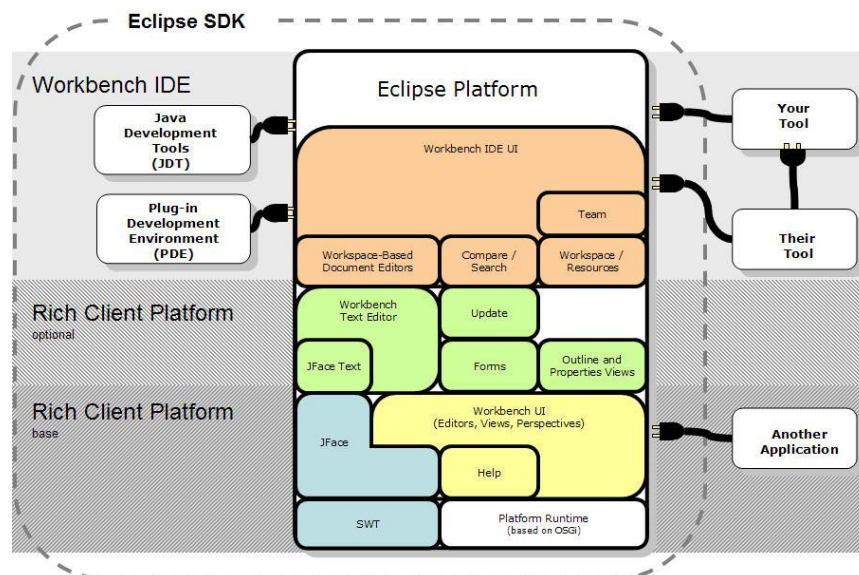 Eclipse SDK
Workbench IDE
Eclipse Platform
Java
Development
Tools
(JDT)
Your
Tool
Workbench IDE UI
Plug-in
Development
Environment
(PDE)
Team
Their
Tool
Workspace-Based
Document Editors
Compare /
Search
Workspace /
Resources
Rich Client Platform
optional
Workbench
Text Editor
Update
JFace Text
Forms
Outline and
Properties Views
Rich Client Platform
base
JFace
Workbench UI
(Editors, Views, Perspectives)
Another
Application
Help
SWT
Platform Runtime
(based on OSGi)